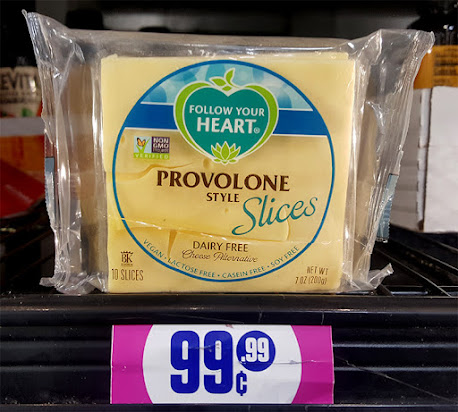 EVIT
FOLLOW YOUR
HEART®
NON
GMO
VERIFIED
PROVOLONE
STYLE
Slices
DAIRY FREE
Cheese Alternative
VEGAN • LACTOSE FREE • CASEIN FREE • SOY FREE
10 SLICES
NET WT
7 OZ (200g)
99.99
¢